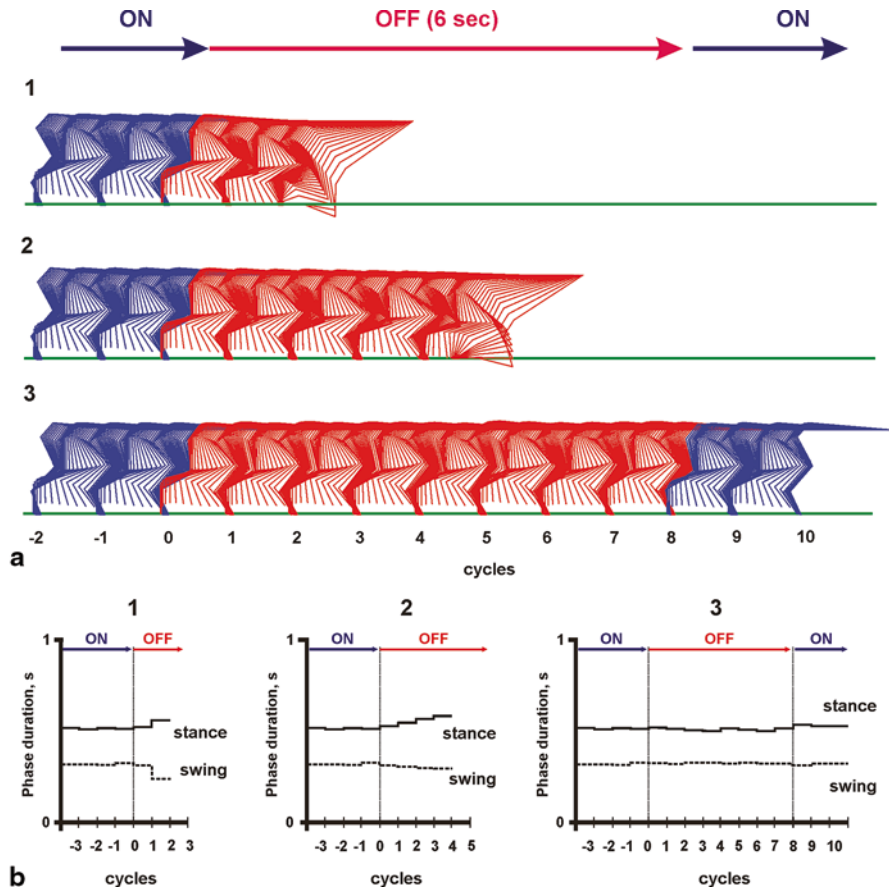 ON OFF (6 sec) ON
1
2
3
-2 -1 0 1 2 3 4 5 6 7 8 9 10
a
cycles
1 2 3
1 ON OFF 1 ON OFF 1 ON OFF ON
Phase duration, s Phase duration, s Phase duration, s
stance stance stance
swing swing swing
0 0 0
-3 -2 -1 0 1 2 3 -3 -2 -1 0 1 2 3 4 5 -3 -2 -1 0 1 2 3 4 5 6 7 8 9 10
b cycles cycles cycles